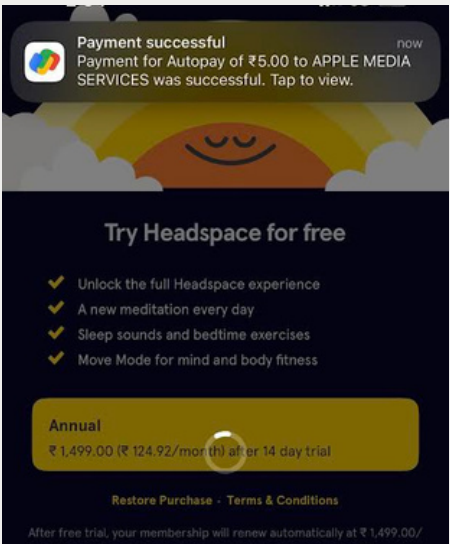 Payment successful
now
Payment for Autopay of ₹5.00 to APPLE MEDIA
SERVICES was successful. Tap to view.
Try Headspace for free
Unlock the full Headspace experience
A new meditation every day
Sleep sounds and bedtime exercises
Move Mode for mind and body fitness
Annual
₹ 1,499.00 (₹ 124.92/month) after 14 day trial
Restore Purchase - Terms & Conditions
After free trial, your membership will renew automatically at ₹ 1,499.00/